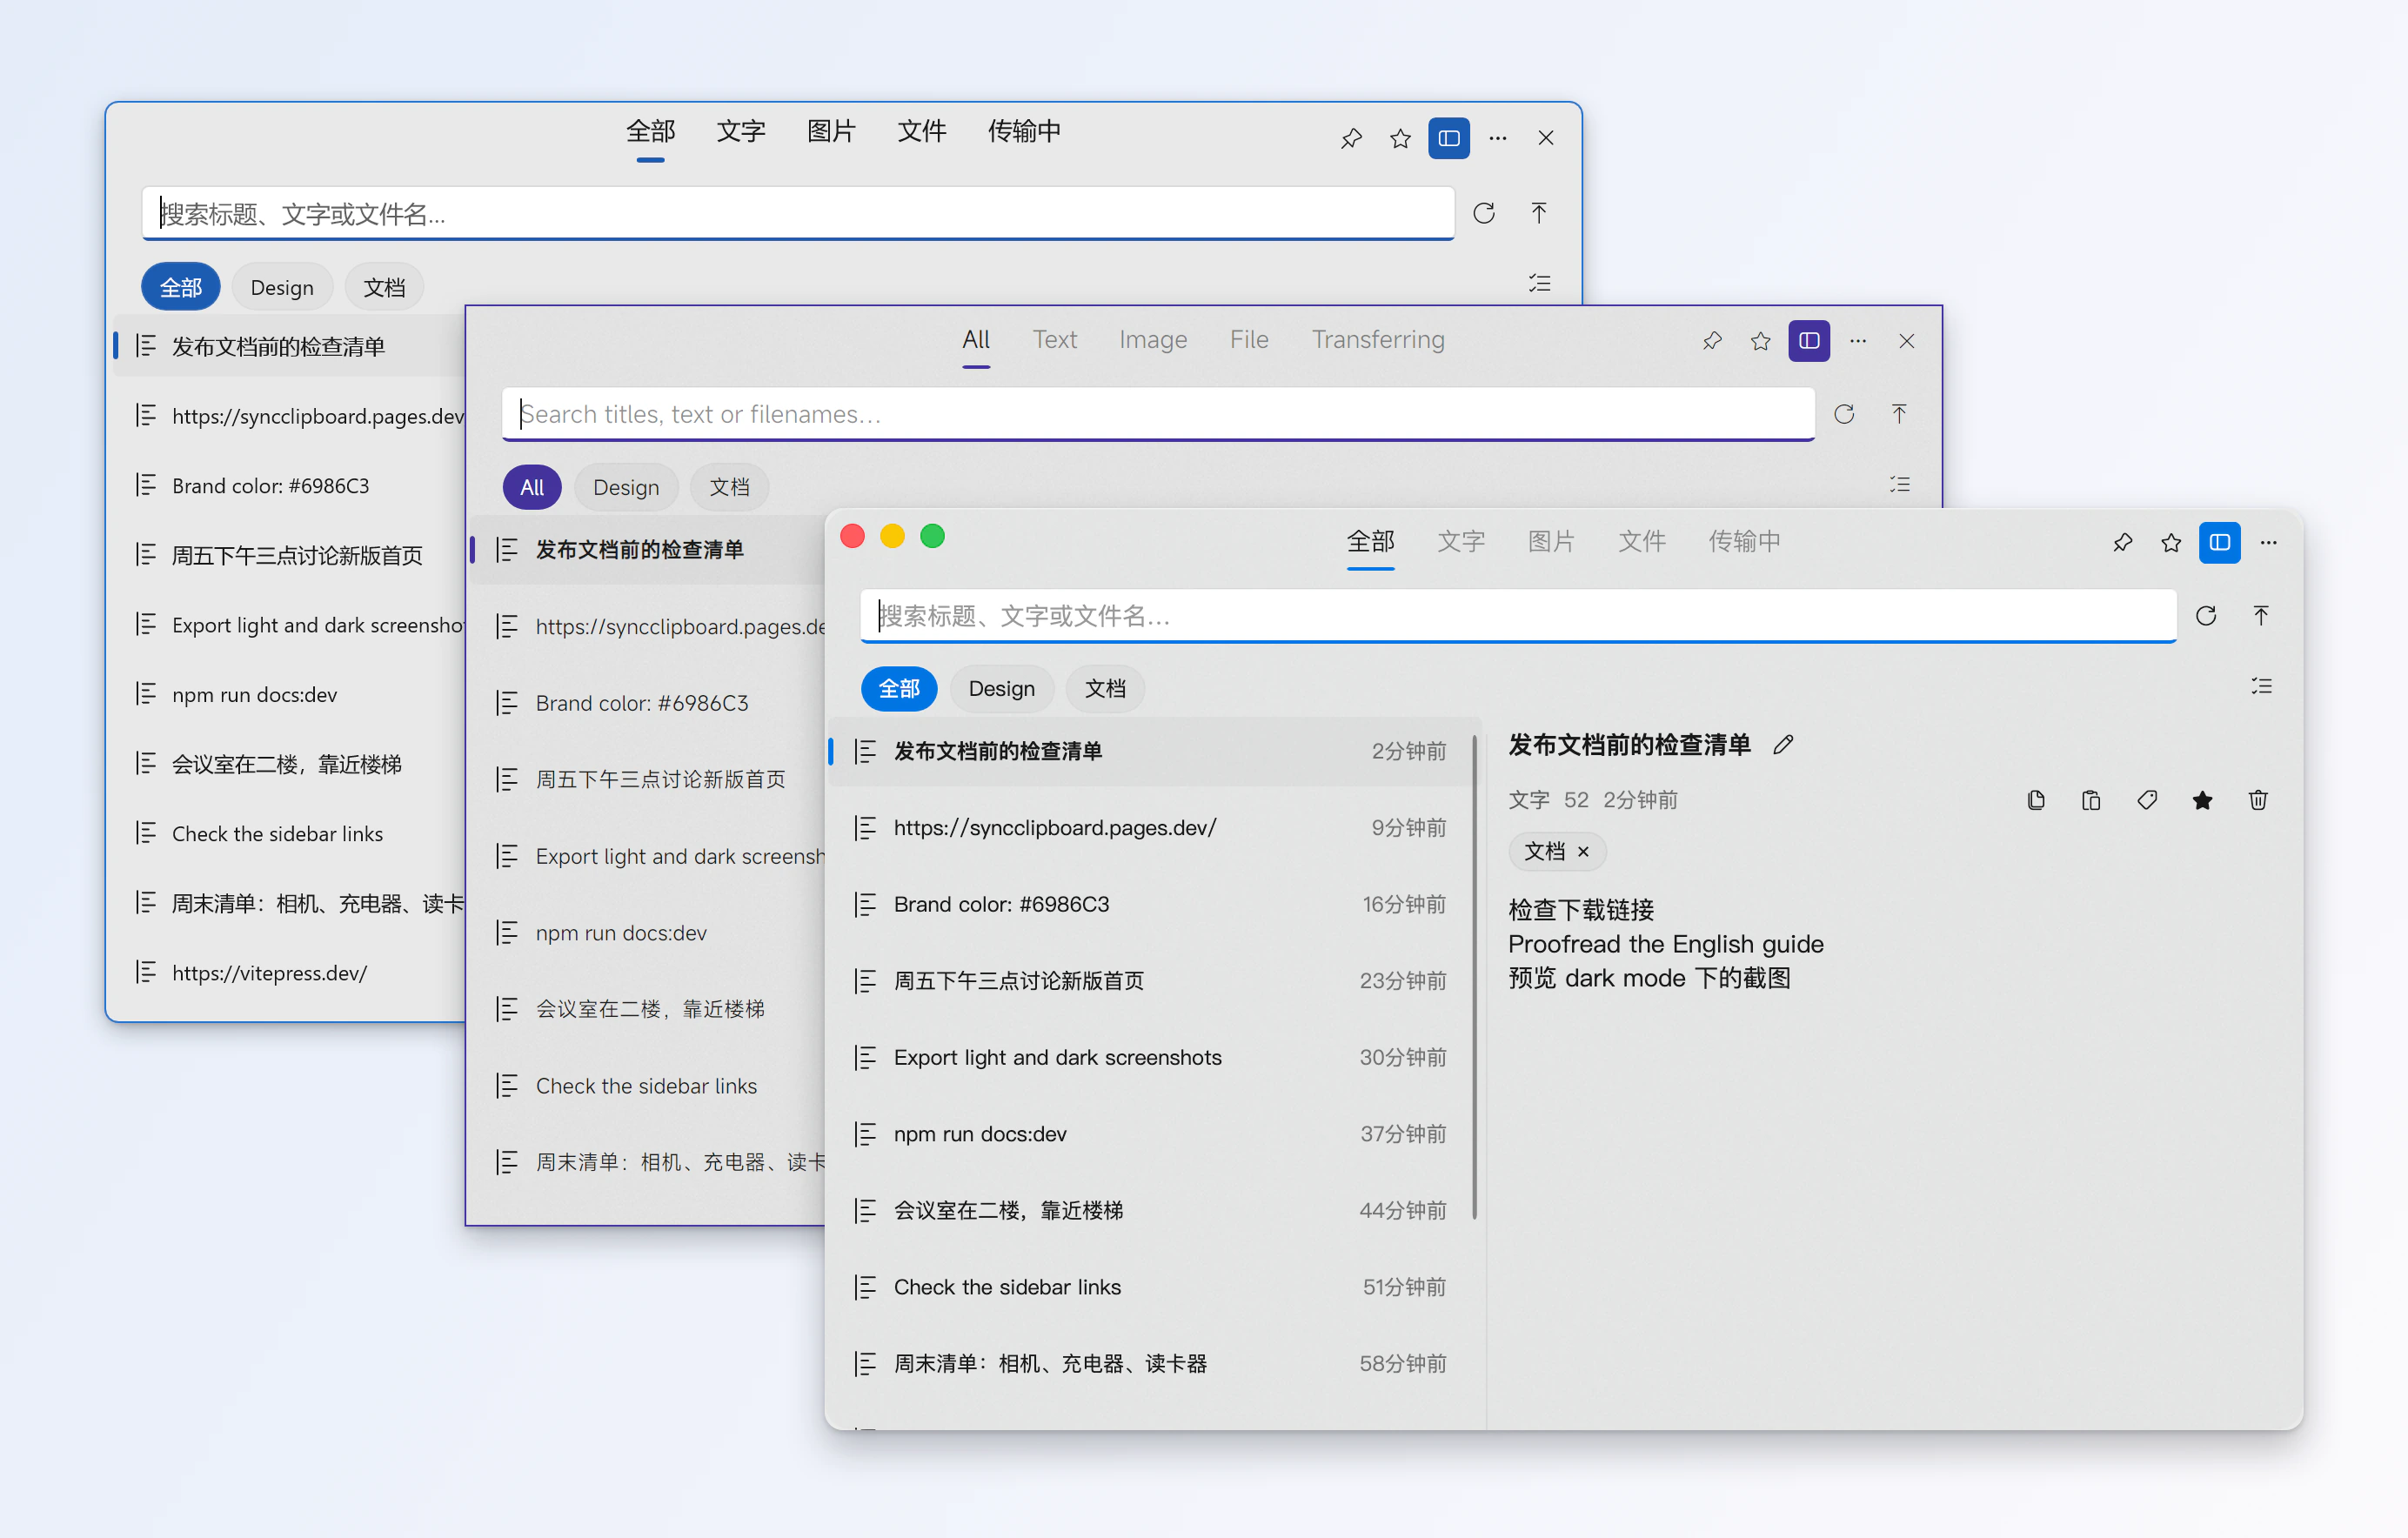 全部 文字 图片 文件 传输中
搜索标题、文字或文件名...
全部 Design 文档
发布文档前的检查清单
https://syncclipboard.pages.dev
Brand color: #6986C3
周五下午三点讨论新版首页
Export light and dark screenshot
npm run docs:dev
会议室在二楼，靠近楼梯
Check the sidebar links
周末清单：相机、充电器、读卡
https://vitepress.dev/
All Text Image File Transferring
Search titles, text or filenames...
All Design 文档
发布文档前的检查清单
https://syncclipboard.pages.de
Brand color: #6986C3
周五下午三点讨论新版首页
Export light and dark screensh
npm run docs:dev
会议室在二楼，靠近楼梯
Check the sidebar links
周末清单：相机、充电器、读卡
全部 文字 图片 文件 传输中
搜索标题、文字或文件名...
全部 Design 文档
发布文档前的检查清单 2分钟前
https://syncclipboard.pages.dev/ 9分钟前
Brand color: #6986C3 16分钟前
周五下午三点讨论新版首页 23分钟前
Export light and dark screenshots 30分钟前
npm run docs:dev 37分钟前
会议室在二楼，靠近楼梯 44分钟前
Check the sidebar links 51分钟前
周末清单：相机、充电器、读卡器 58分钟前
发布文档前的检查清单
文字 52 2分钟前
文档 ×
检查下载链接
Proofread the English guide
预览 dark mode 下的截图